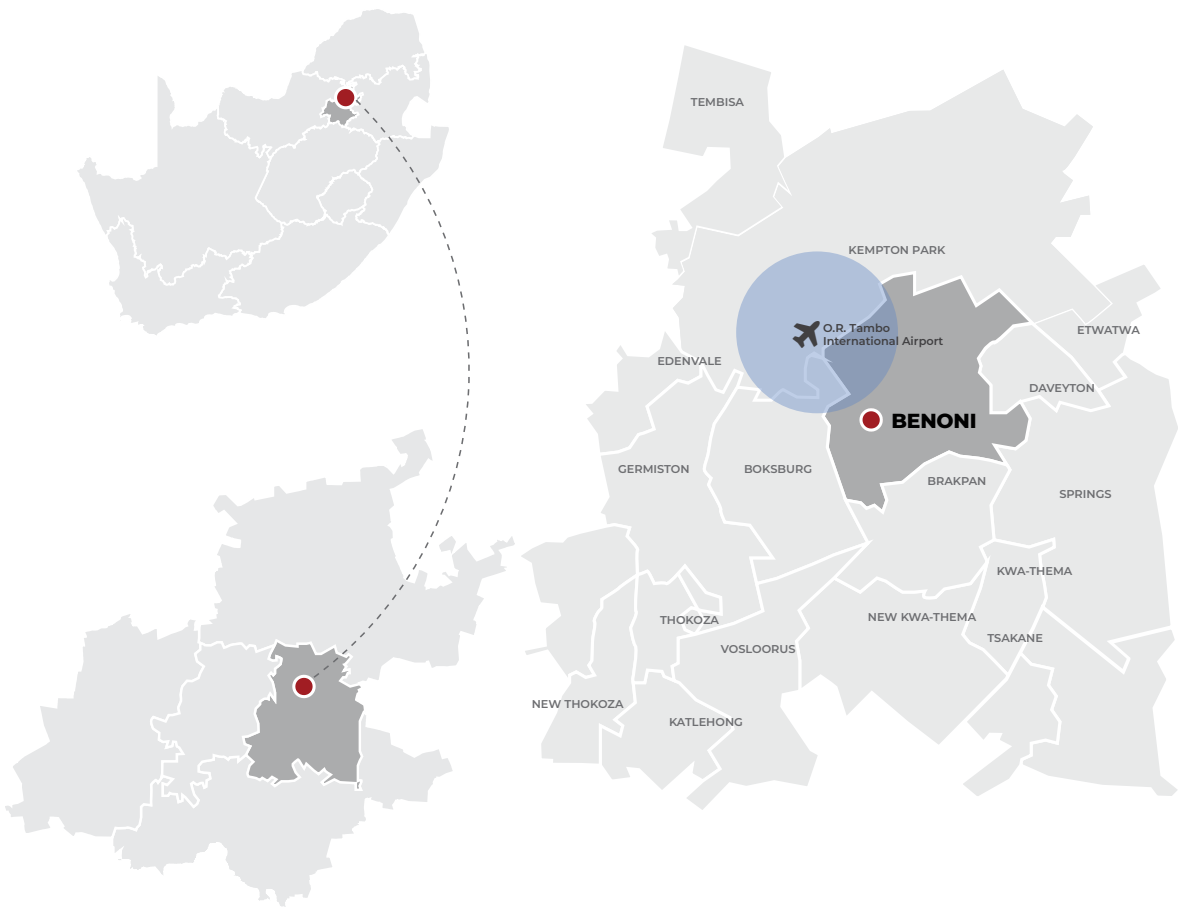 TEMBISA
KEMPTON PARK
O.R. Tambo
International Airport
ETWATWA
EDENVALE
DAVEYTON
BENONI
GERMISTON
BOKSBURG
BRAKPAN
SPRINGS
KWA-THEMA
THOKOZA
NEW KWA-THEMA
TSAKANE
VOSLOORUS
NEW THOKOZA
KATLEHONG